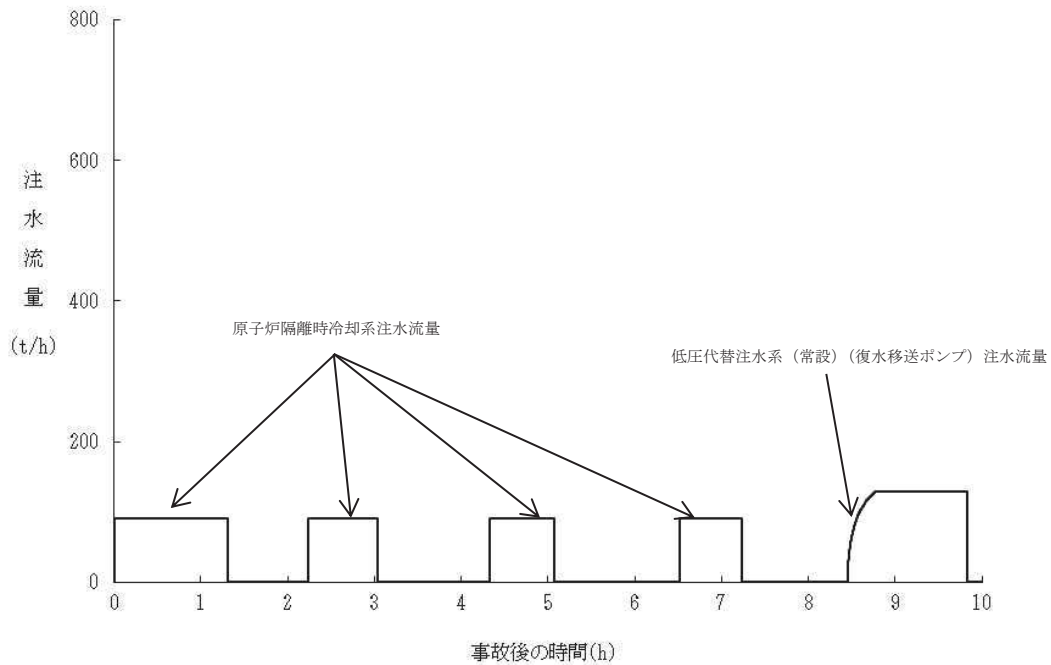 800
600
400
200
0
注水流量
(t/h)
原子炉隔離時冷却系注水流量
低圧代替注水系（常設）（復水移送ポンプ）注水流量
0 1 2 3 4 5 6 7 8 9 10
事故後の時間(h)